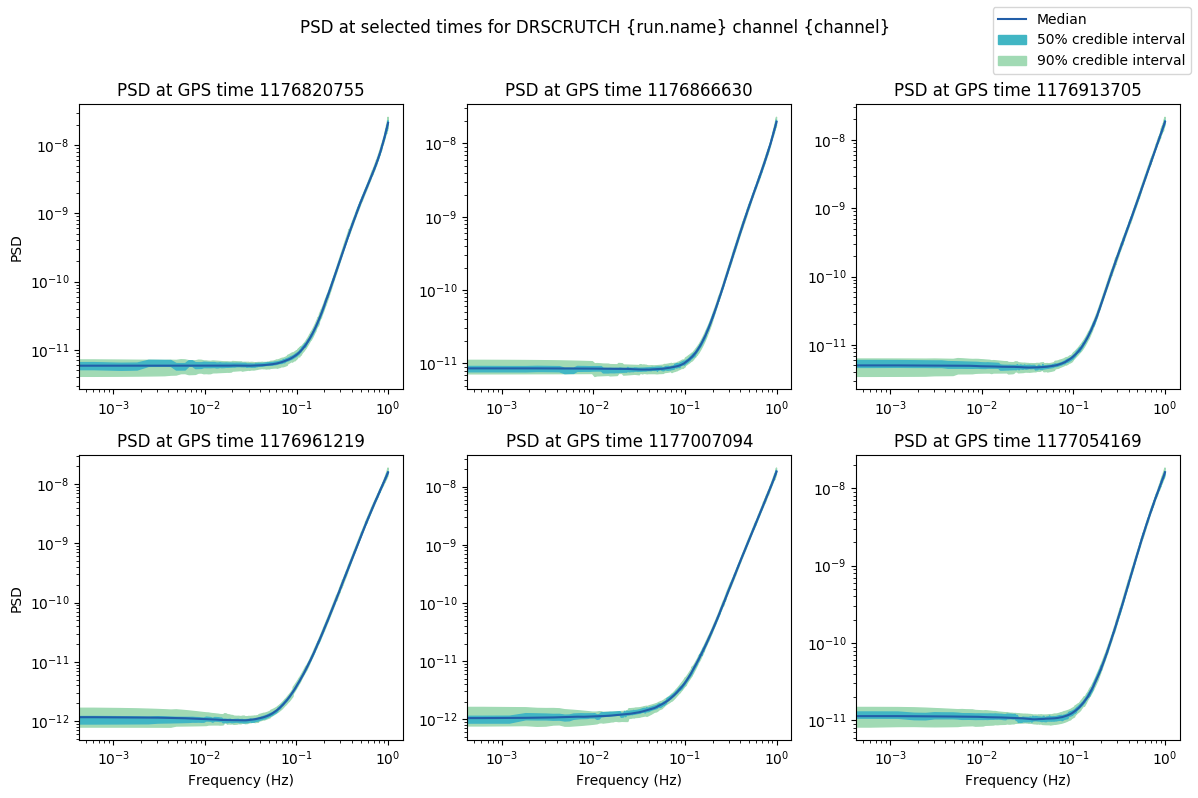 PSD at selected times for DRSCRUTCH {run.name} channel {channel}
Median
50% credible interval
90% credible interval
PSD at GPS time 1176820755
PSD at GPS time 1176866630
PSD at GPS time 1176913705
PSD
10⁻⁸
10⁻⁹
10⁻¹⁰
10⁻¹¹
10⁻³ 10⁻² 10⁻¹ 10⁰
10⁻⁸
10⁻⁹
10⁻¹⁰
10⁻¹¹
10⁻³ 10⁻² 10⁻¹ 10⁰
10⁻⁸
10⁻⁹
10⁻¹⁰
10⁻¹¹
10⁻³ 10⁻² 10⁻¹ 10⁰
PSD at GPS time 1176961219
PSD at GPS time 1177007094
PSD at GPS time 1177054169
PSD
10⁻⁸
10⁻⁹
10⁻¹⁰
10⁻¹¹
10⁻¹²
10⁻³ 10⁻² 10⁻¹ 10⁰
Frequency (Hz)
10⁻⁸
10⁻⁹
10⁻¹⁰
10⁻¹¹
10⁻¹²
10⁻³ 10⁻² 10⁻¹ 10⁰
Frequency (Hz)
10⁻⁸
10⁻⁹
10⁻¹⁰
10⁻¹¹
10⁻³ 10⁻² 10⁻¹ 10⁰
Frequency (Hz)